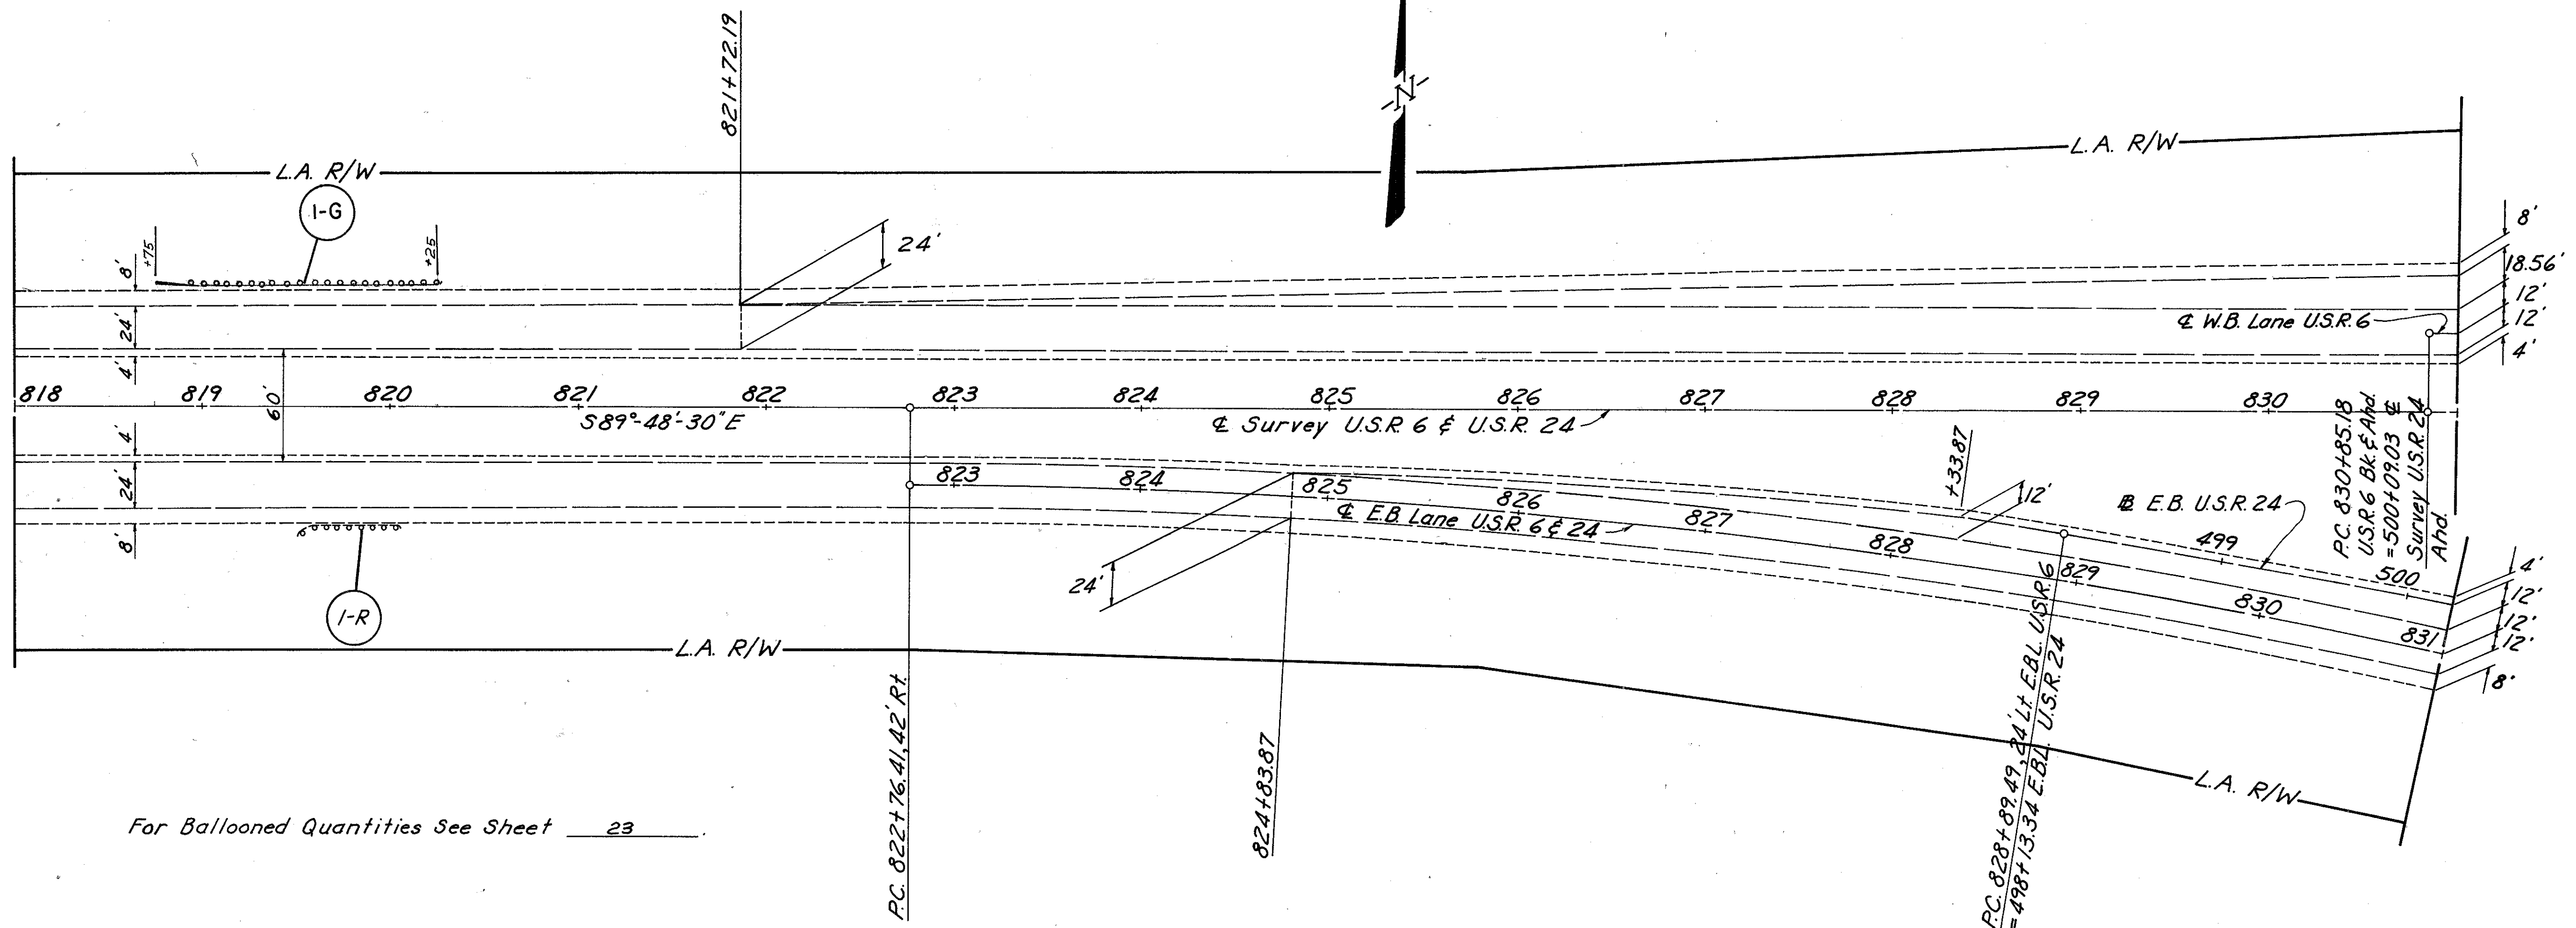 821+72.19
N
L.A. R/W
L.A. R/W
1-G
+75
+25
8'
24'
4'
60'
4'
24'
8'
24'
8'
18.56'
12'
12'
4'
℄ W.B. Lane U.S.R. 6
818 819 820 821 822 823 824 825 826 827 828 829 830
S 89°-48'-30" E
℄ Survey U.S.R. 6 & U.S.R. 24
P.C. 830+85.18
U.S.R. 6 Bk. & Ahd.
= 500+09.03 ℄
Survey U.S.R. 24
Ahd.
+33.87
12'
823 824 825 826 827 828 829 830 831
℄ E.B. Lane U.S.R. 6 & 24
B E.B. U.S.R. 24
499
500
24'
4'
12'
12'
12'
8'
1-R
L.A. R/W
L.A. R/W
P.C. 822+76.41, 42' Rt.
824+83.87
P.C. 828+89.49, 24' Lt. E.B.L. U.S.R. 6
= 498+13.34 E.B.L. U.S.R. 24
For Ballooned Quantities See Sheet 23.